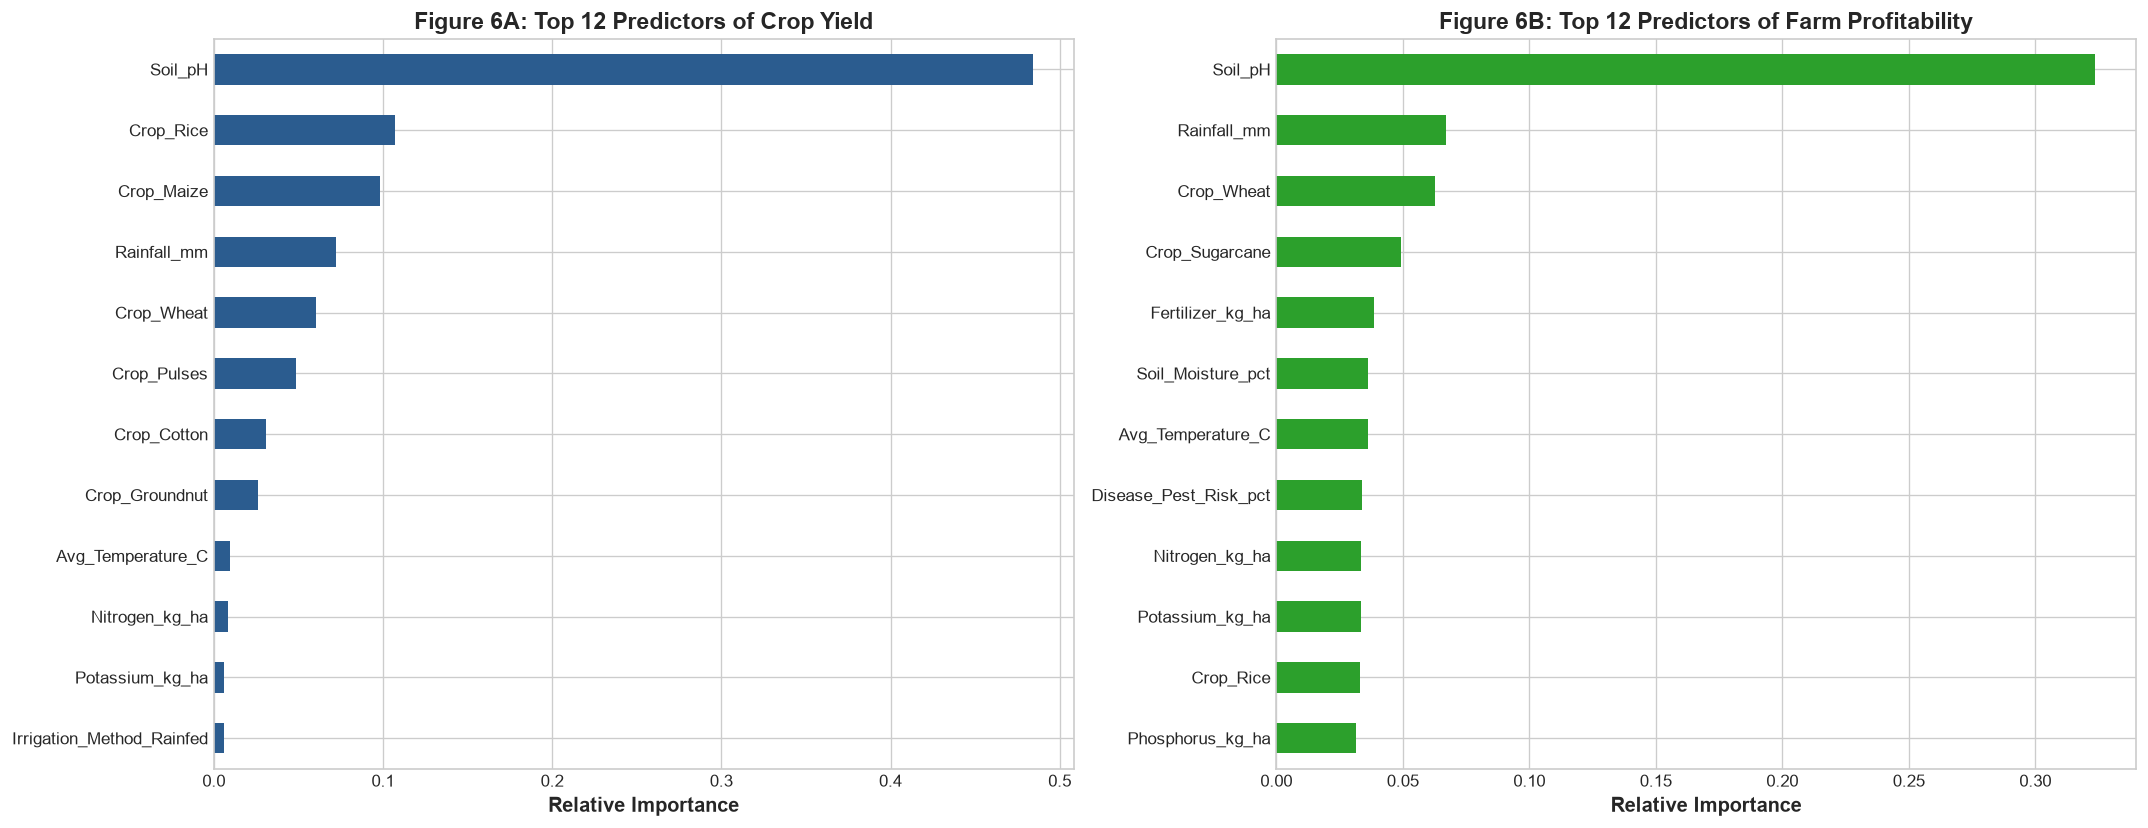 Figure 6A: Top 12 Predictors of Crop Yield
Soil_pH
Crop_Rice
Crop_Maize
Rainfall_mm
Crop_Wheat
Crop_Pulses
Crop_Cotton
Crop_Groundnut
Avg_Temperature_C
Nitrogen_kg_ha
Potassium_kg_ha
Irrigation_Method_Rainfed
0.0 0.1 0.2 0.3 0.4 0.5
Relative Importance
Figure 6B: Top 12 Predictors of Farm Profitability
Soil_pH
Rainfall_mm
Crop_Wheat
Crop_Sugarcane
Fertilizer_kg_ha
Soil_Moisture_pct
Avg_Temperature_C
Disease_Pest_Risk_pct
Nitrogen_kg_ha
Potassium_kg_ha
Crop_Rice
Phosphorus_kg_ha
0.00 0.05 0.10 0.15 0.20 0.25 0.30
Relative Importance